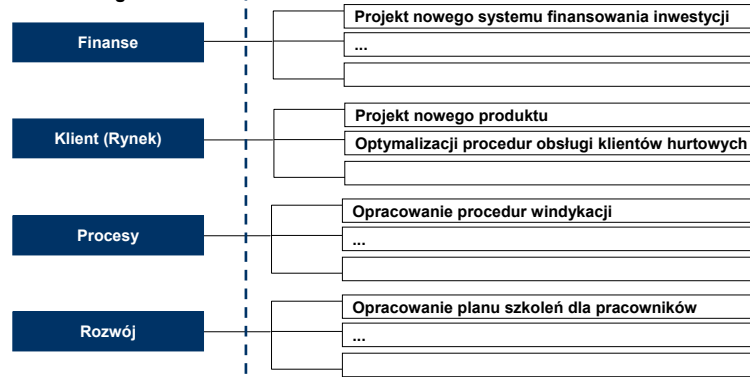 Projekt nowego systemu finansowania inwestycji
Finanse
...
Projekt nowego produktu
Klient (Rynek)
Optymalizacji procedur obsługi klientów hurtowych
Opracowanie procedur windykacji
Procesy
...
Opracowanie planu szkoleń dla pracowników
Rozwój
...